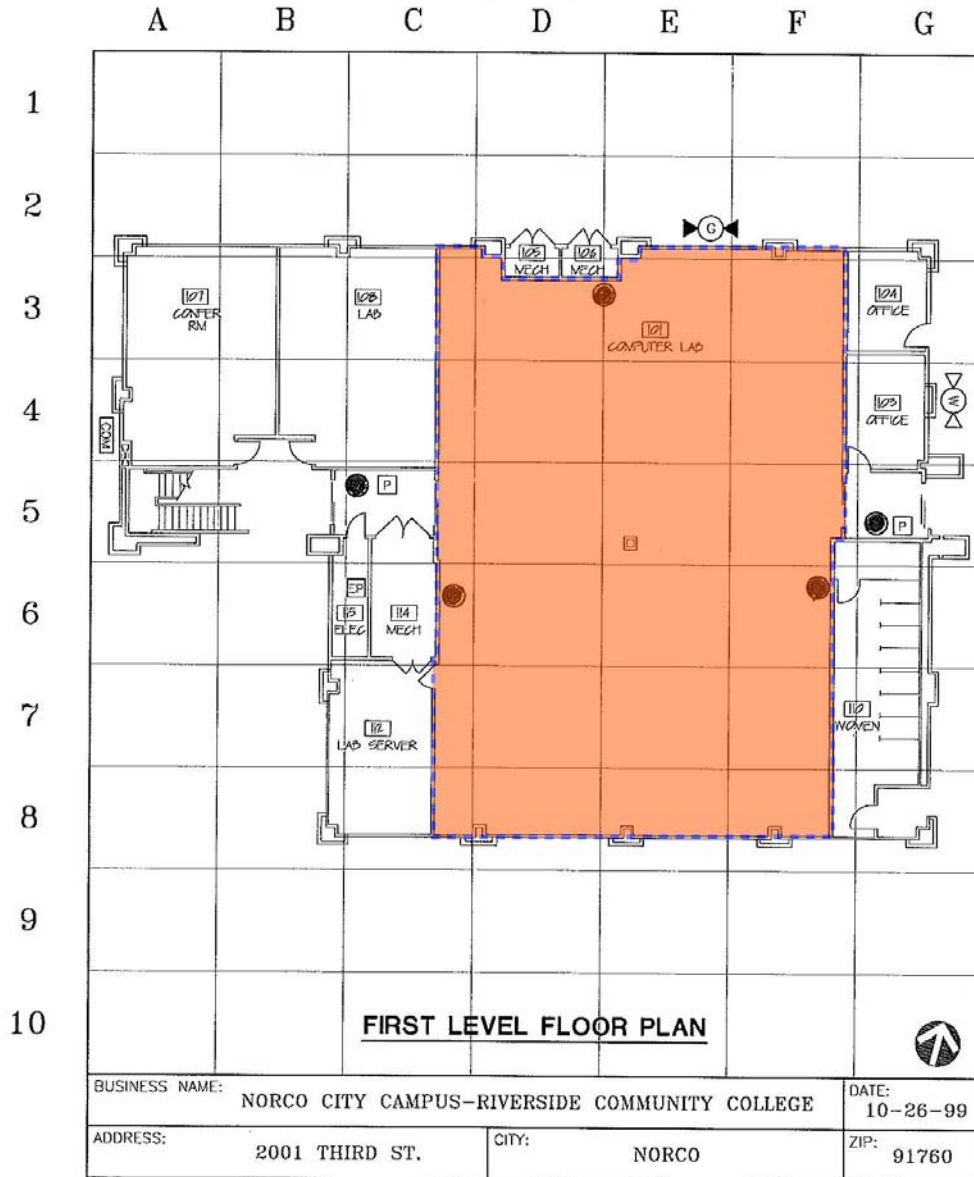 A B C D E F G
1
2
3
4
5
6
7
8
9
10
G
105
MECH
106
MECH
107
CONFER
RM
108
LAB
101
COMPUTER LAB
104
OFFICE
103
OFFICE
W
COM
P
P
EP
115
ELEC
114
MECH
112
LAB SERVER
110
WOMEN
FIRST LEVEL FLOOR PLAN
BUSINESS NAME: NORCO CITY CAMPUS-RIVERSIDE COMMUNITY COLLEGE
DATE: 10-26-99
ADDRESS: 2001 THIRD ST.
CITY: NORCO
ZIP: 91760